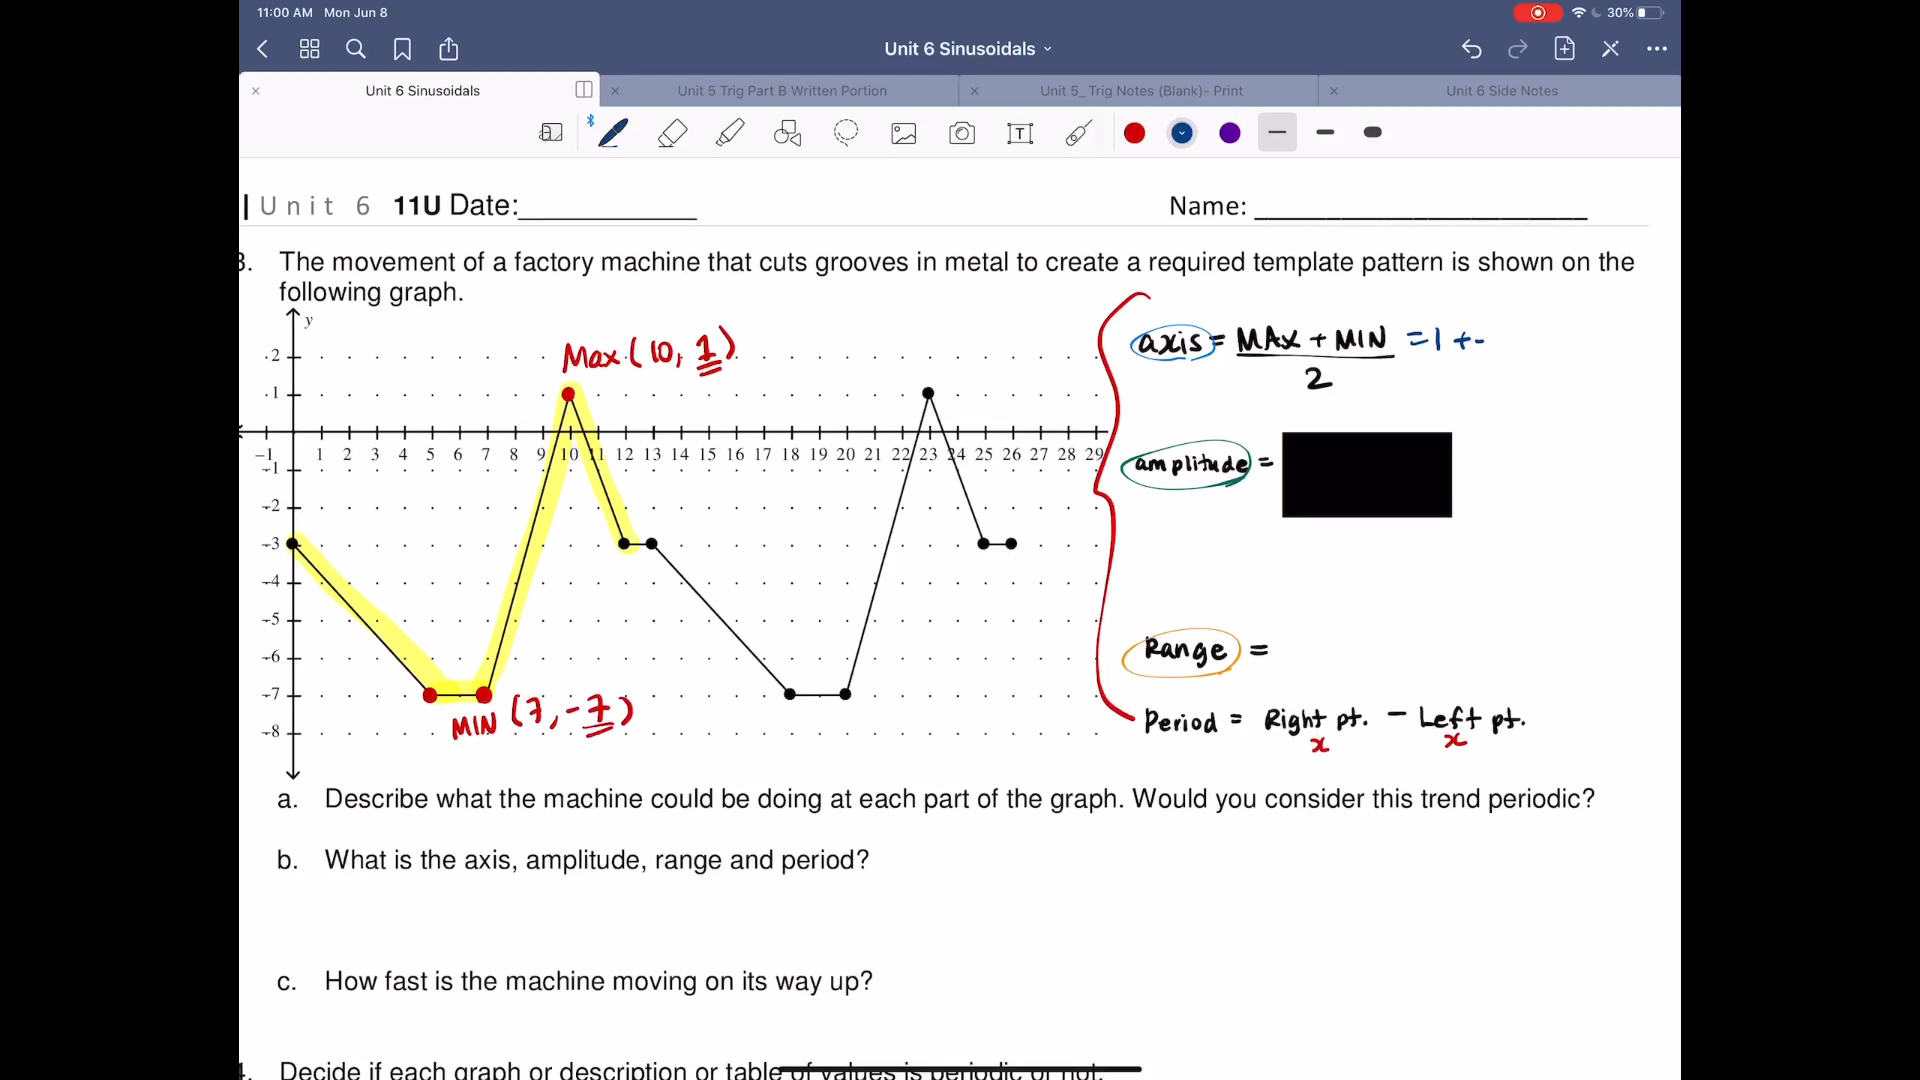 11:00 AM Mon Jun 8
30%
Unit 6 Sinusoidals
Unit 6 Sinusoidals
Unit 5 Trig Part B Written Portion
Unit 5_ Trig Notes (Blank)- Print
Unit 6 Side Notes
T
| Unit 6 11U Date:____________ Name: ________________________
3. The movement of a factory machine that cuts grooves in metal to create a required template pattern is shown on the
following graph.
y
Max (10, 1)
axis = MAX + MIN = 1 + -
2
2
1
-1 1 2 3 4 5 6 7 8 9 10 11 12 13 14 15 16 17 18 19 20 21 22 23 24 25 26 27 28 29
-1
amplitude =
-2
-3
-4
-5
-6
Range =
-7
MIN (7, -7)
-8
Period = Right pt. - Left pt.
x x
a. Describe what the machine could be doing at each part of the graph. Would you consider this trend periodic?
b. What is the axis, amplitude, range and period?
c. How fast is the machine moving on its way up?
4. Decide if each graph or description or table of values is periodic or not.